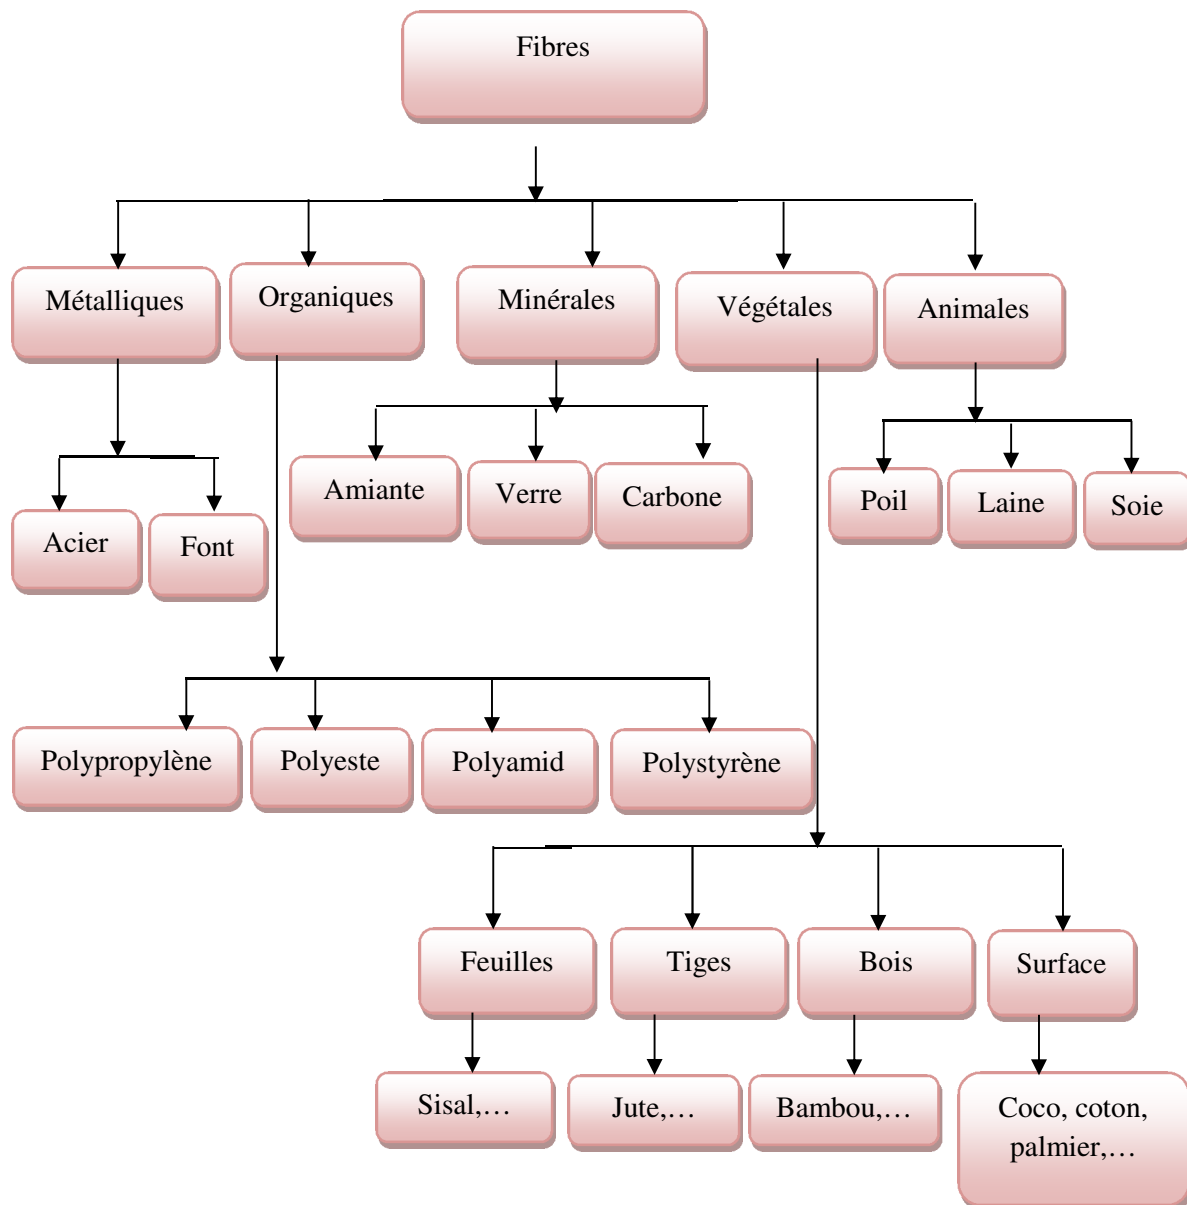 Fibres
Métalliques
Organiques
Minérales
Végétales
Animales
Amiante
Verre
Carbone
Poil
Laine
Soie
Acier
Font
Polypropylène
Polyeste
Polyamid
Polystyrène
Feuilles
Tiges
Bois
Surface
Sisal,…
Jute,…
Bambou,…
Coco, coton,
palmier,…